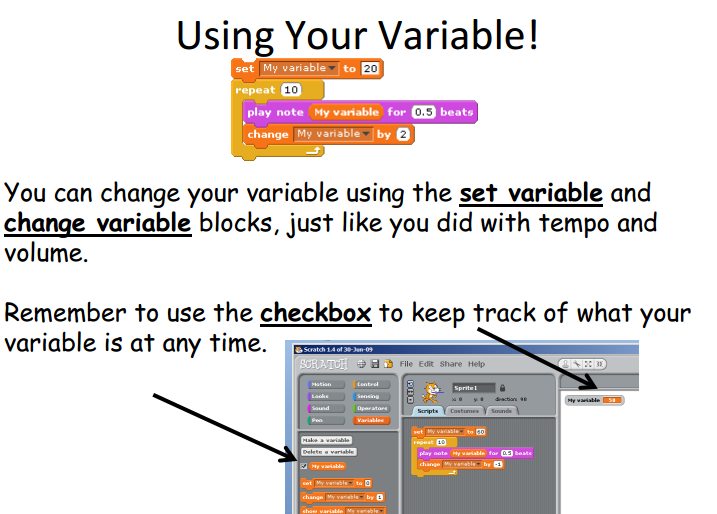 Using Your Variable!
set My variable to 20
repeat 10
play note My variable for 0.5 beats
change My variable by 2
You can change your variable using the set variable and
change variable blocks, just like you did with tempo and
volume.
Remember to use the checkbox to keep track of what your
variable is at any time.
Scratch 1.4 of 30-Jun-09
SCRATCH File Edit Share Help
Motion Control
Looks Sensing
Sound Operators
Pen Variables
Sprite1
x: 0 y: 0 direction: 90
Scripts Costumes Sounds
My variable 50
Make a variable
Delete a variable
My variable
set My variable to 0
change My variable by 1
show variable My variable
set My variable to 60
repeat 10
play note My variable for 0.5 beats
change My variable by -1